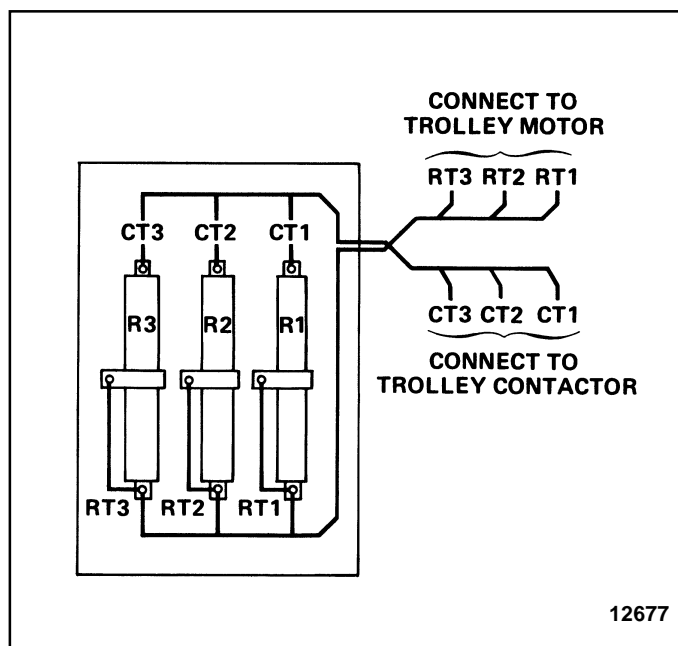 CONNECT TO
TROLLEY MOTOR
RT3 RT2 RT1
CT3 CT2 CT1
R3 R2 R1
CT3 CT2 CT1
CONNECT TO
TROLLEY CONTACTOR
RT3 RT2 RT1
12677